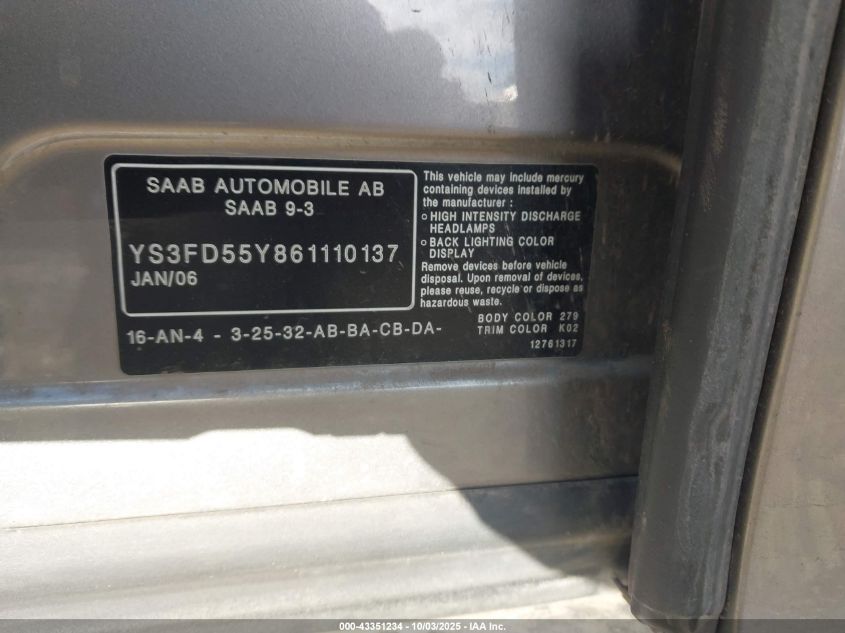 SAAB AUTOMOBILE AB
SAAB 9-3
YS3FD55Y861110137
JAN/06
This vehicle may include mercury
containing devices installed by
the manufacturer :
o HIGH INTENSITY DISCHARGE
HEADLAMPS
o BACK LIGHTING COLOR
DISPLAY
Remove devices before vehicle
disposal. Upon removal of devices,
please reuse, recycle or dispose as
hazardous waste.
16-AN-4 - 3-25-32-AB-BA-CB-DA-
BODY COLOR 279
TRIM COLOR K02
12761317
000-43351234 - 10/03/2025 - IAA Inc.